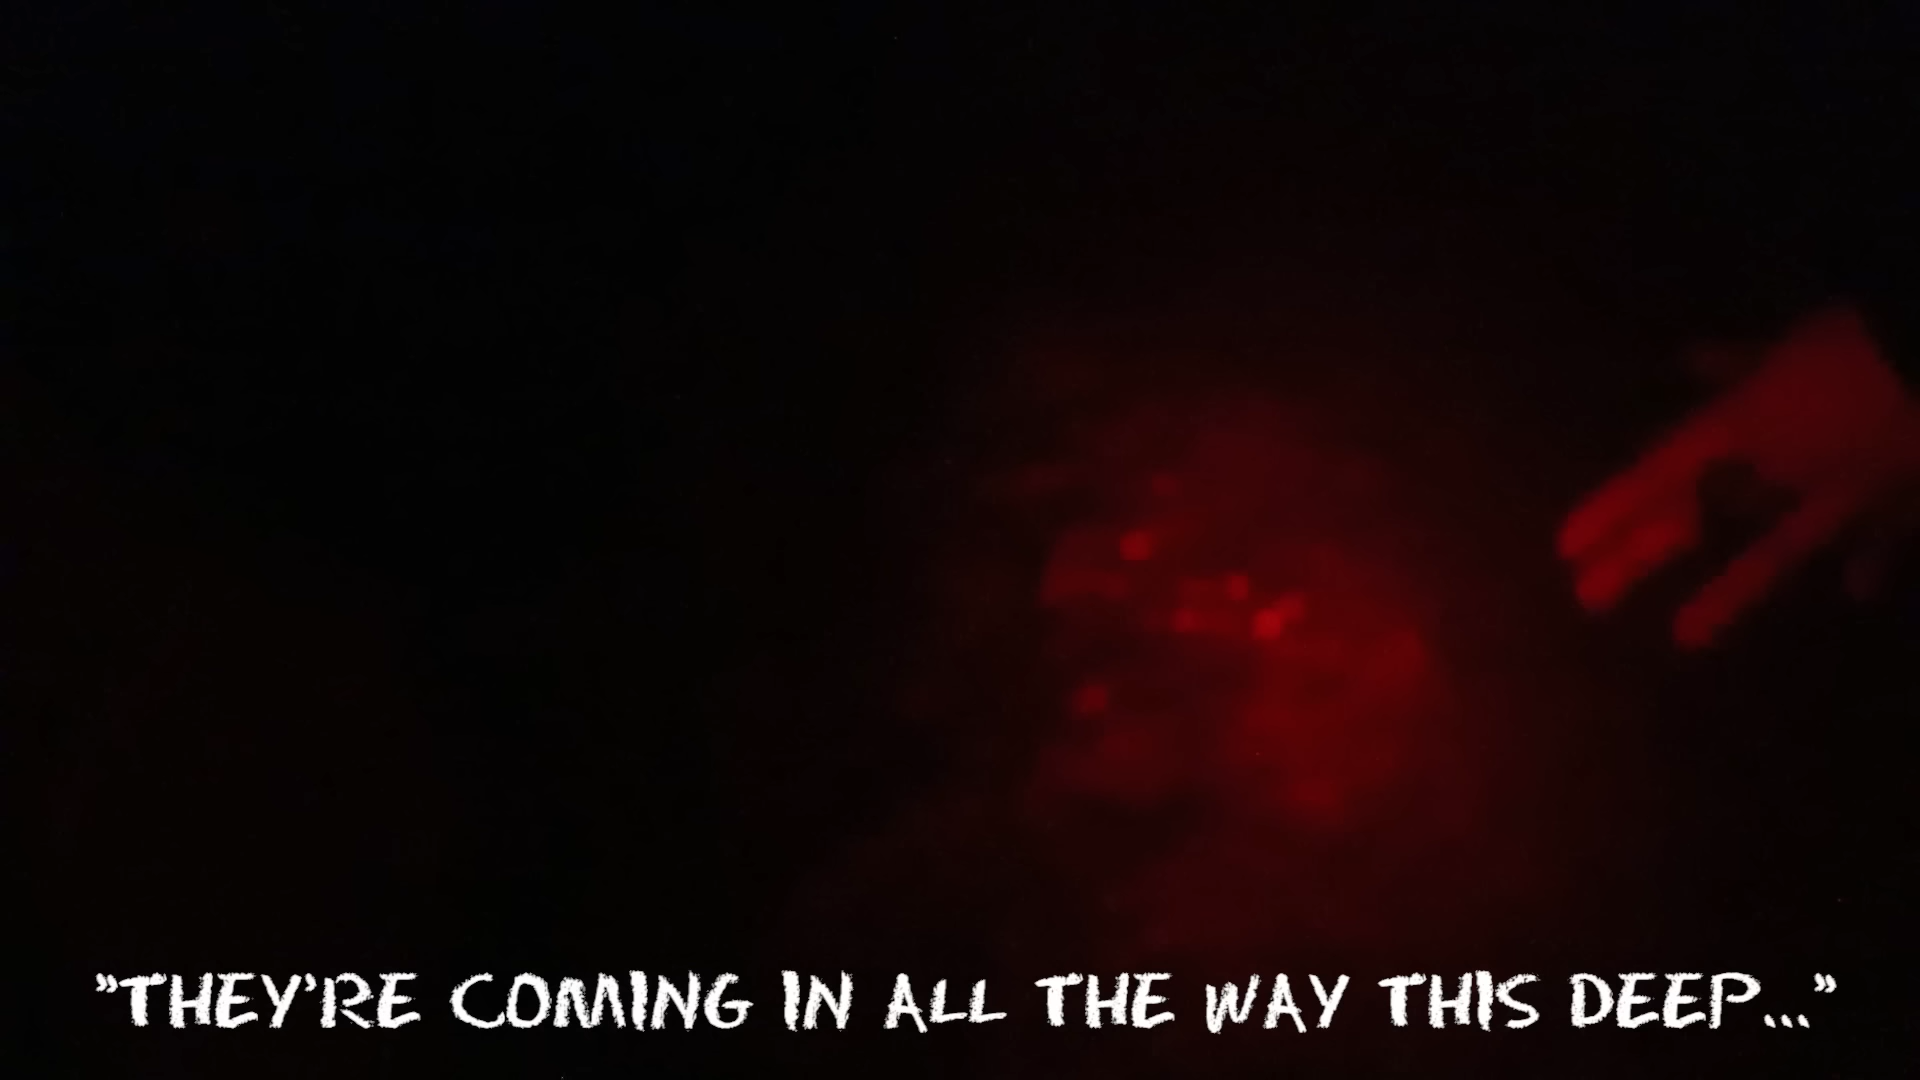 ”THEY’RE COMING IN ALL THE WAY THIS DEEP...”